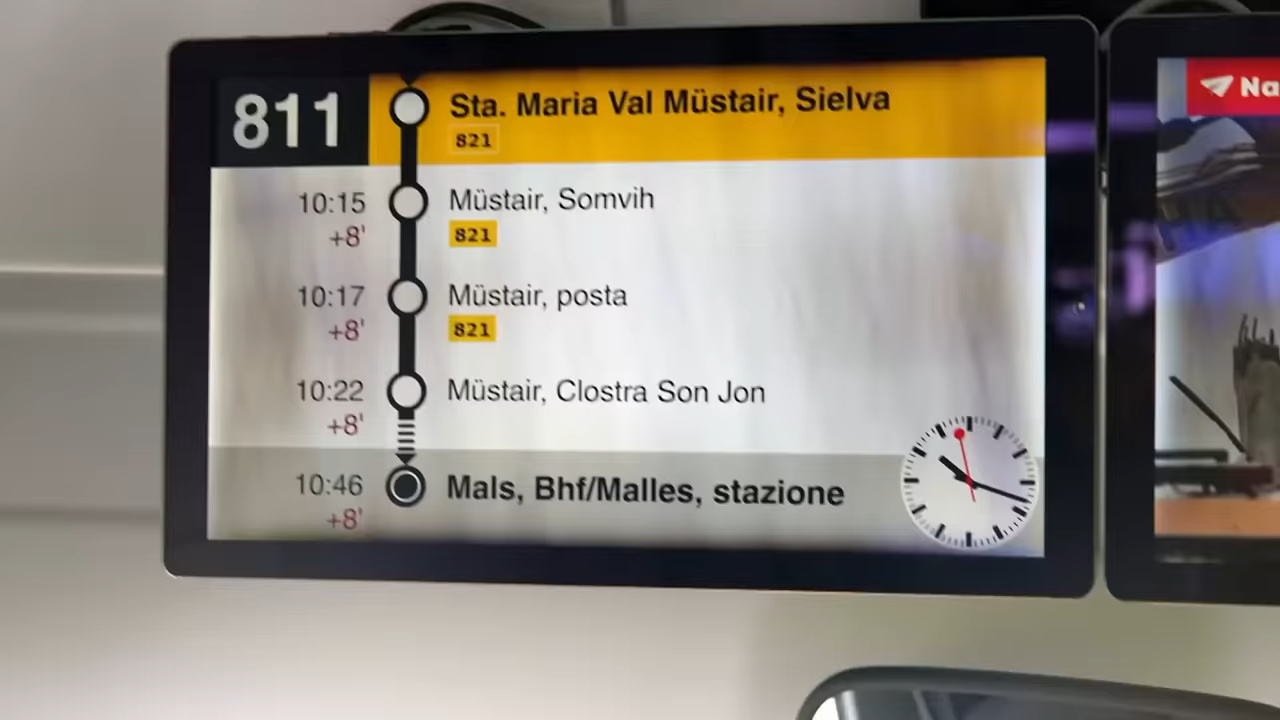 811
Sta. Maria Val Müstair, Sielva
821
10:15 Müstair, Somvih
+8' 821
10:17 Müstair, posta
+8' 821
10:22 Müstair, Clostra Son Jon
+8'
10:46 Mals, Bhf/Malles, stazione
+8'